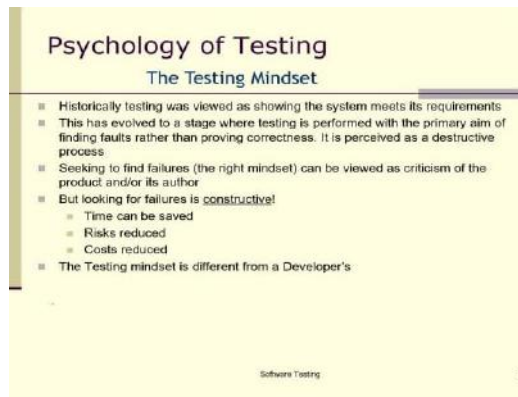 Psychology of Testing
The Testing Mindset
Historically testing was viewed as showing the system meets its requirements
This has evolved to a stage where testing is performed with the primary aim of
finding faults rather than proving correctness. It is perceived as a destructive
process
Seeking to find failures (the right mindset) can be viewed as criticism of the
product and/or its author
But looking for failures is constructive!
Time can be saved
Risks reduced
Costs reduced
The Testing mindset is different from a Developer's
Software Testing